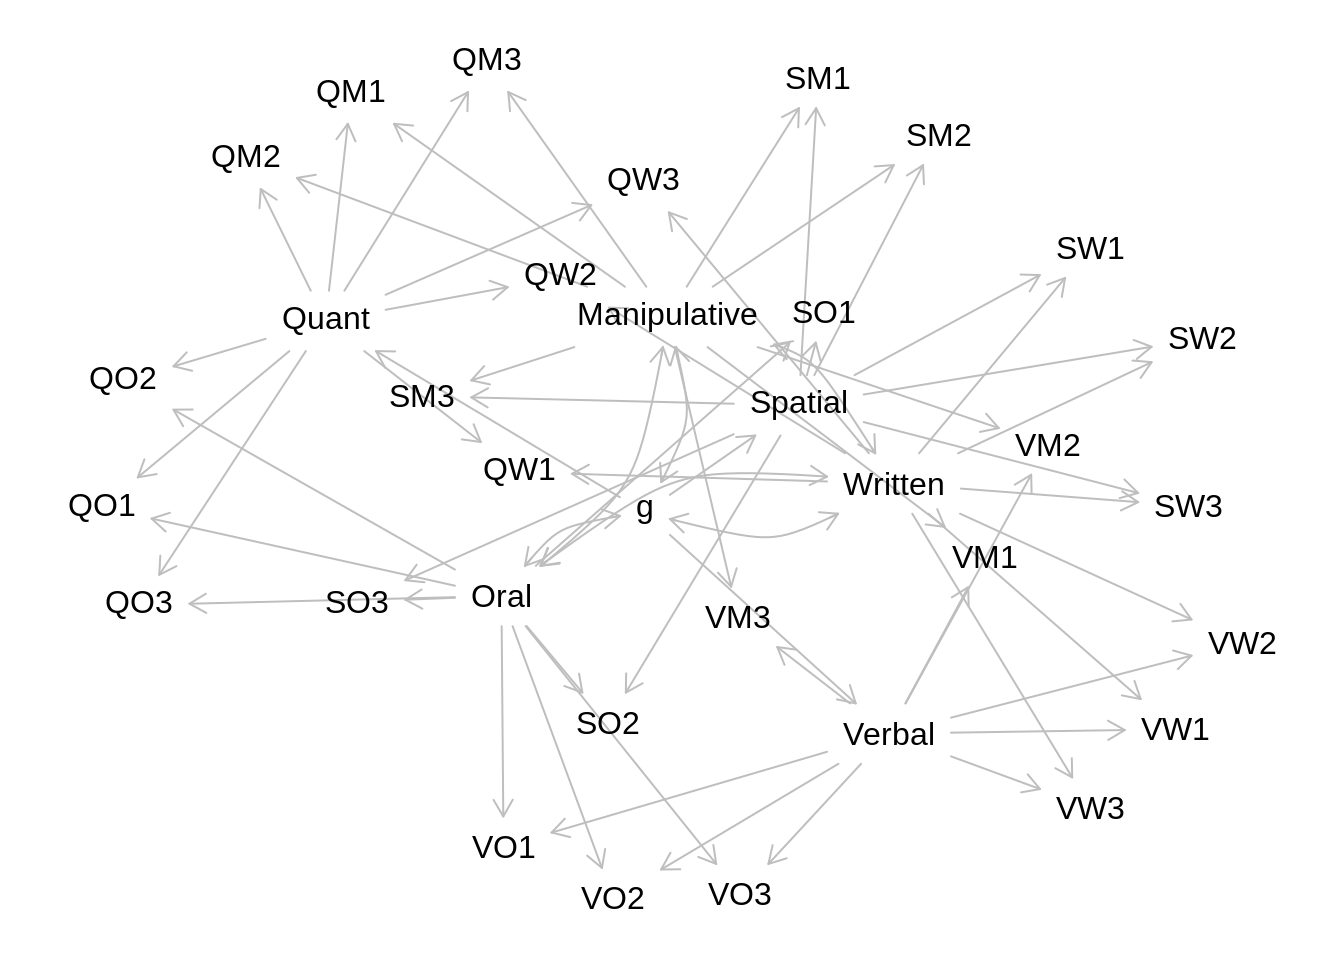 QM3
SM1
QM1
SM2
QM2
QW3
SW1
QW2
SO1
Manipulative
Quant
SW2
QO2
SM3
Spatial
VM2
QW1
Written
QO1
g
SW3
VM1
Oral
QO3
SO3
VM3
VW2
SO2
VW1
Verbal
VW3
VO1
VO3
VO2